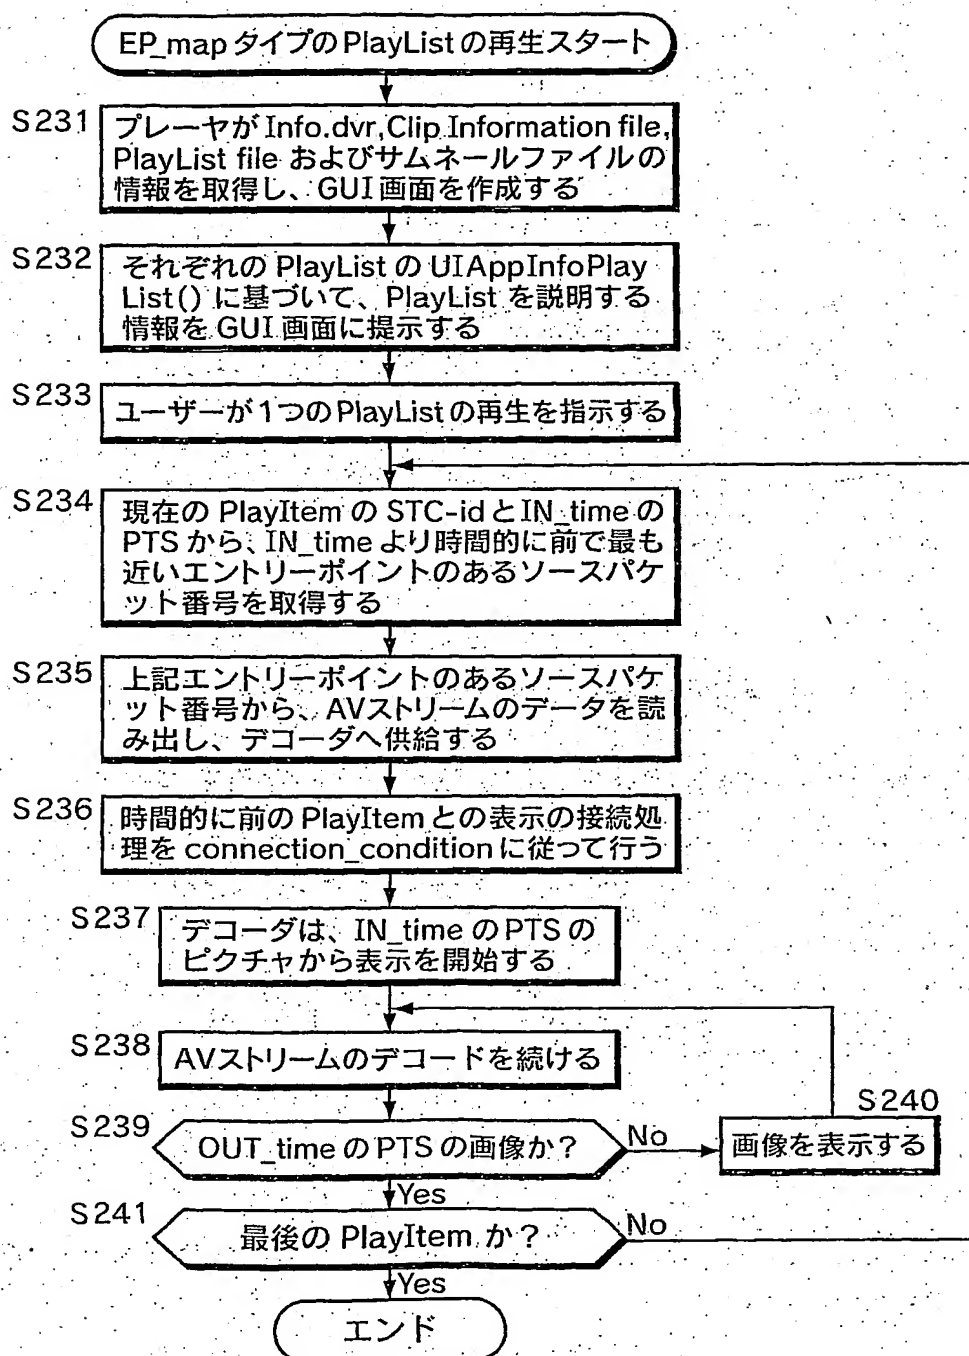 EP_map タイプの PlayList の再生スタート
S231
プレーヤが Info.dvr,Clip Information file,
PlayList file およびサムネールファイルの
情報を取得し、GUI 画面を作成する
S232
それぞれの PlayList の UIAppInfoPlay
List() に基づいて、PlayList を説明する
情報を GUI 画面に提示する
S233
ユーザーが1つの PlayList の再生を指示する
S234
現在の PlayItem の STC-id と IN_time の
PTS から、IN_time より時間的に前で最も
近いエントリーポイントのあるソースパケ
ット番号を取得する
S235
上記エントリーポイントのあるソースパケ
ット番号から、AVストリームのデータを読
み出し、デコーダへ供給する
S236
時間的に前の PlayItem との表示の接続処
理を connection_condition に従つて行う
S237
デコーダは、IN_time の PTS の
ピクチャから表示を開始する
S238
AVストリームのデコードを続ける
S239
OUT_time の PTS の画像か?
No
S240
画像を表示する
Yes
S241
最後の PlayItem か?
No
Yes
エンド